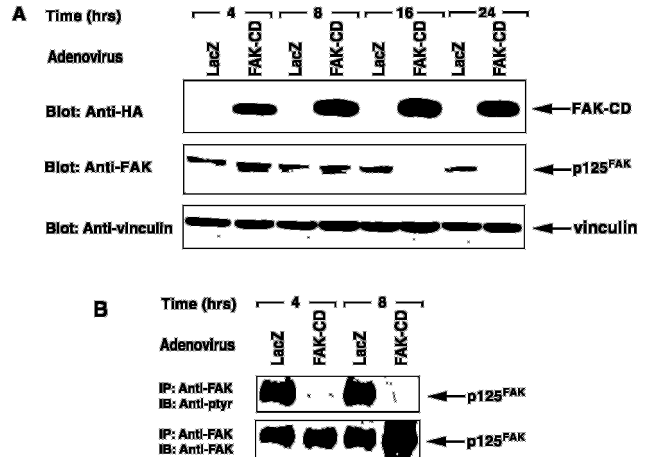 A
Time (hrs) 4 8 16 24
Adenovirus LacZ FAK-CD LacZ FAK-CD LacZ FAK-CD LacZ FAK-CD
Blot: Anti-HA FAK-CD
Blot: Anti-FAK p125FAK
Blot: Anti-vinculin vinculin
B
Time (hrs) 4 8
Adenovirus LacZ FAK-CD LacZ FAK-CD
IP: Anti-FAK
IB: Anti-ptyr p125FAK
IP: Anti-FAK
IB: Anti-FAK p125FAK